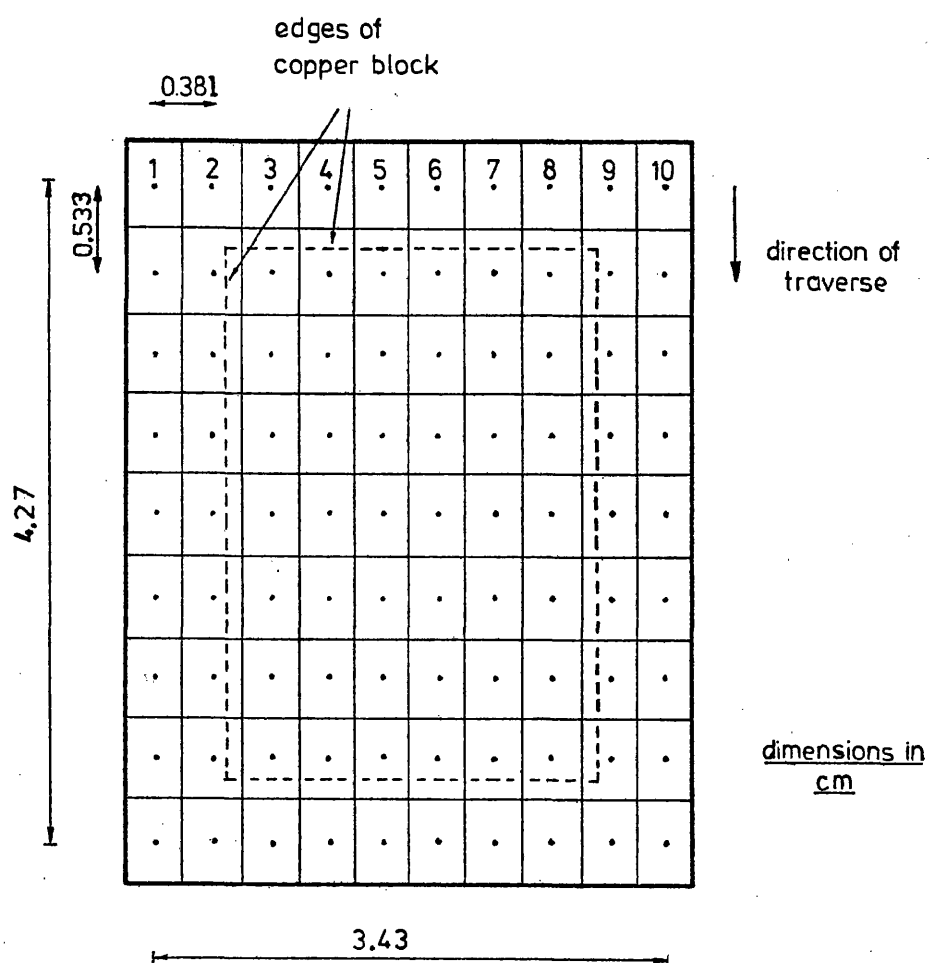 edges of
copper block
0.381
1 2 3 4 5 6 7 8 9 10
0.533
direction of
traverse
4.27
dimensions in
cm
3.43